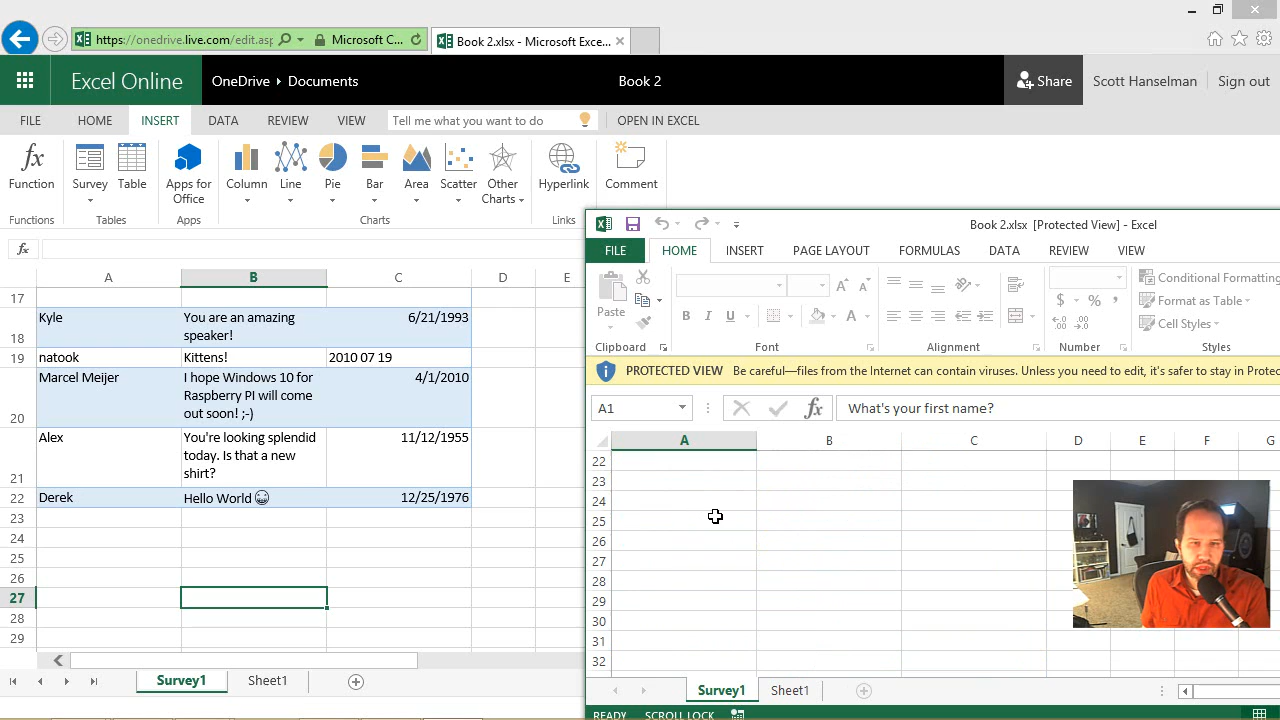 https://onedrive.live.com/edit.asp
Microsoft C...
Book 2.xlsx - Microsoft Exce...
Excel Online
OneDrive
Documents
Book 2
Share
Scott Hanselman
Sign out
FILE
HOME
INSERT
DATA
REVIEW
VIEW
Tell me what you want to do
OPEN IN EXCEL
fx
Function
Survey
Table
Apps for
Office
Column
Line
Pie
Bar
Area
Scatter
Other
Charts
Hyperlink
Comment
Functions
Tables
Apps
Charts
Links
fx
A B C D E
17
18 Kyle You are an amazing
speaker! 6/21/1993
19 natook Kittens! 2010 07 19
20 Marcel Meijer I hope Windows 10 for
Raspberry PI will come
out soon! ;-) 4/1/2010
21 Alex You're looking splendid
today. Is that a new
shirt? 11/12/1955
22 Derek Hello World 😀 12/25/1976
23
24
25
26
27
28
29
Survey1
Sheet1
Book 2.xlsx [Protected View] - Excel
FILE
HOME
INSERT
PAGE LAYOUT
FORMULAS
DATA
REVIEW
VIEW
Paste
B I U
A A
A
$ % ,
.00
Conditional Formatting
Format as Table
Cell Styles
Clipboard
Font
Alignment
Number
Styles
PROTECTED VIEW Be careful—files from the Internet can contain viruses. Unless you need to edit, it's safer to stay in Protec
A1
fx
What's your first name?
A B C D E F G
22
23
24
25
26
27
28
29
30
31
32
Survey1
Sheet1
READY
SCROLL LOCK